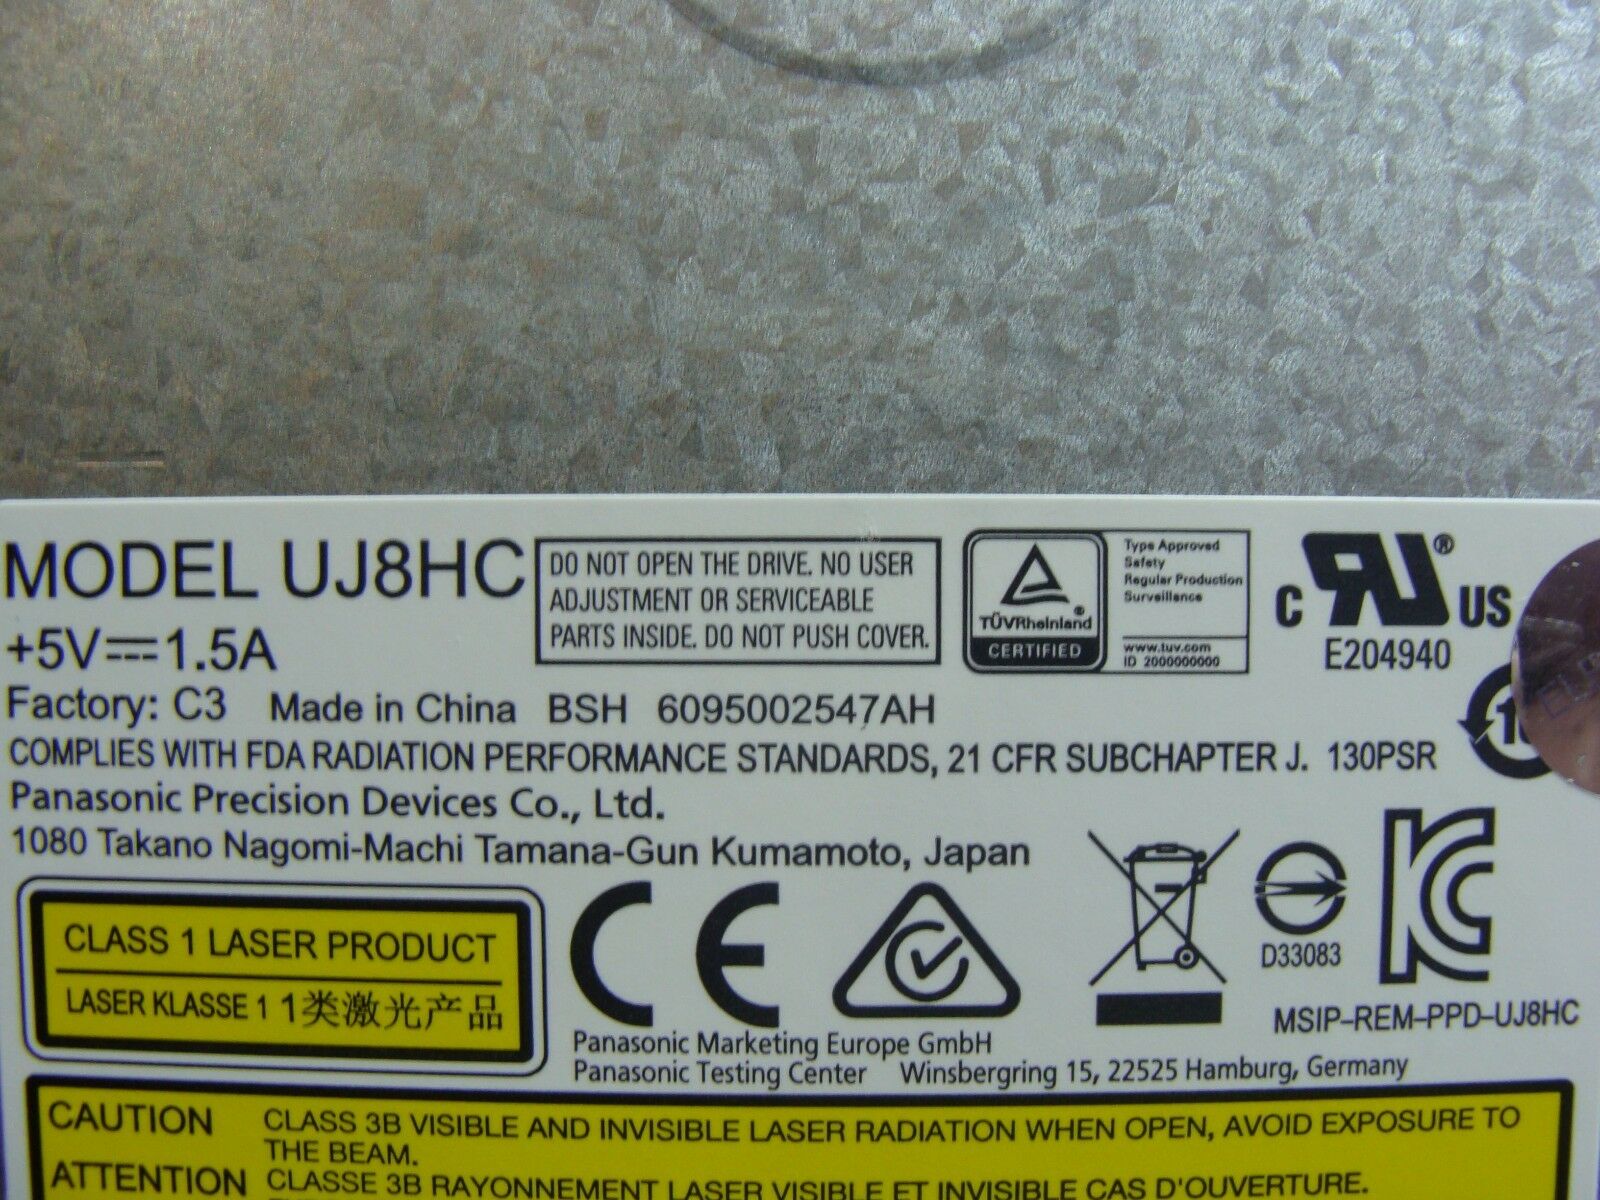 MODEL UJ8HC
+5V⎓1.5A
DO NOT OPEN THE DRIVE. NO USER
ADJUSTMENT OR SERVICEABLE
PARTS INSIDE. DO NOT PUSH COVER.
TÜVRheinland®
CERTIFIED
Type Approved
Safety
Regular Production
Surveillance
www.tuv.com
ID 2000000000
C RU® US
E204940
Factory: C3 Made in China BSH 6095002547AH
COMPLIES WITH FDA RADIATION PERFORMANCE STANDARDS, 21 CFR SUBCHAPTER J. 130PSR
Panasonic Precision Devices Co., Ltd.
1080 Takano Nagomi-Machi Tamana-Gun Kumamoto, Japan
CLASS 1 LASER PRODUCT
LASER KLASSE 1 1类激光产品
CE
D33083
KC
MSIP-REM-PPD-UJ8HC
Panasonic Marketing Europe GmbH
Panasonic Testing Center Winsbergring 15, 22525 Hamburg, Germany
CAUTION CLASS 3B VISIBLE AND INVISIBLE LASER RADIATION WHEN OPEN, AVOID EXPOSURE TO
THE BEAM.
ATTENTION CLASSE 3B RAYONNEMENT LASER VISIBLE ET INVISIBLE CAS D'OUVERTURE.